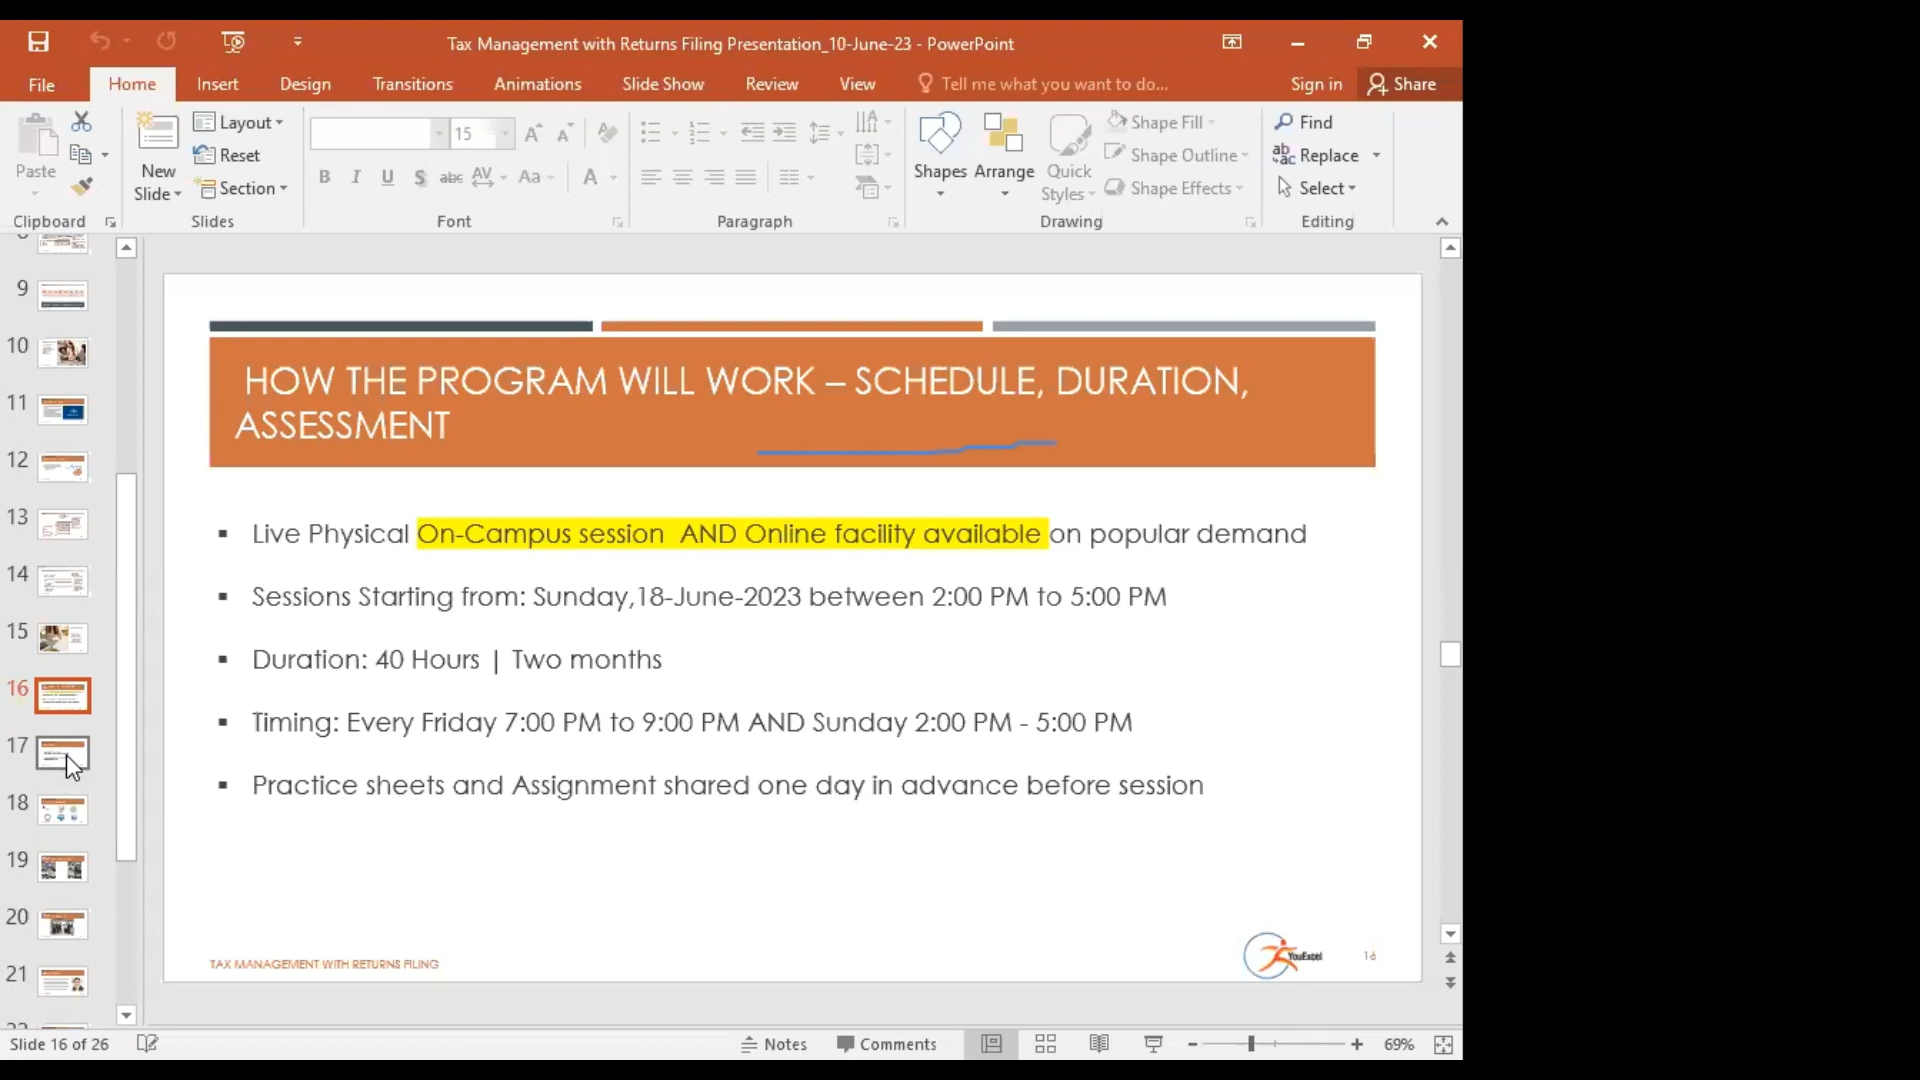 Tax Management with Returns Filing Presentation_10-June-23 - PowerPoint
File Home Insert Design Transitions Animations Slide Show Review View Tell me what you want to do... Sign in Share
Paste
New Slide
Layout
Reset
Section
15
B I U S abc AV Aa A
Shapes Arrange Quick Styles
Shape Fill
Shape Outline
Shape Effects
Find
Replace
Select
Clipboard Slides Font Paragraph Drawing Editing
9
10
11
12
13
14
15
16
17
18
19
20
21
HOW THE PROGRAM WILL WORK – SCHEDULE, DURATION,
ASSESSMENT
▪ Live Physical On-Campus session AND Online facility available on popular demand
▪ Sessions Starting from: Sunday,18-June-2023 between 2:00 PM to 5:00 PM
▪ Duration: 40 Hours | Two months
▪ Timing: Every Friday 7:00 PM to 9:00 PM AND Sunday 2:00 PM - 5:00 PM
▪ Practice sheets and Assignment shared one day in advance before session
TAX MANAGEMENT WITH RETURNS FILING
YouExcel
16
Slide 16 of 26
Notes Comments 69%